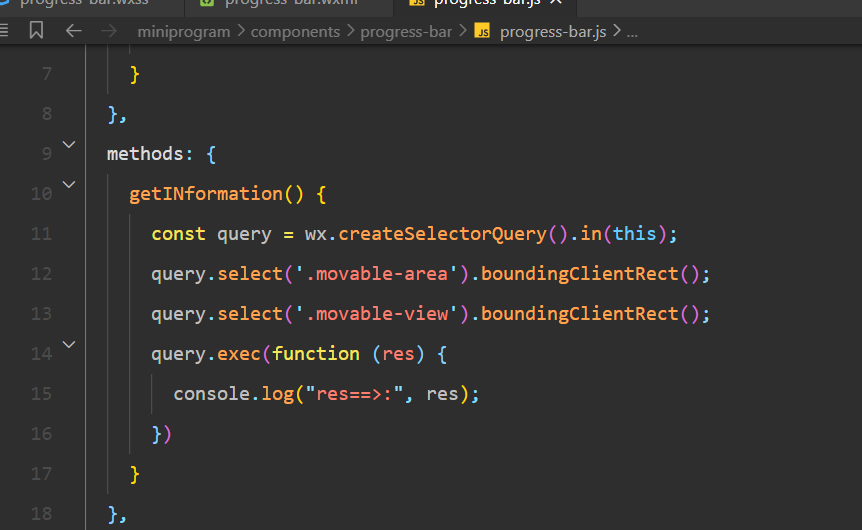 progress-bar.wxss
progress-bar.wxml
JS progress-bar.js
miniprogram > components > progress-bar > JS progress-bar.js > ...
7 }
8 },
9 methods: {
10 getINformation() {
11 const query = wx.createSelectorQuery().in(this);
12 query.select('.movable-area').boundingClientRect();
13 query.select('.movable-view').boundingClientRect();
14 query.exec(function (res) {
15 console.log("res==>:", res);
16 })
17 }
18 },